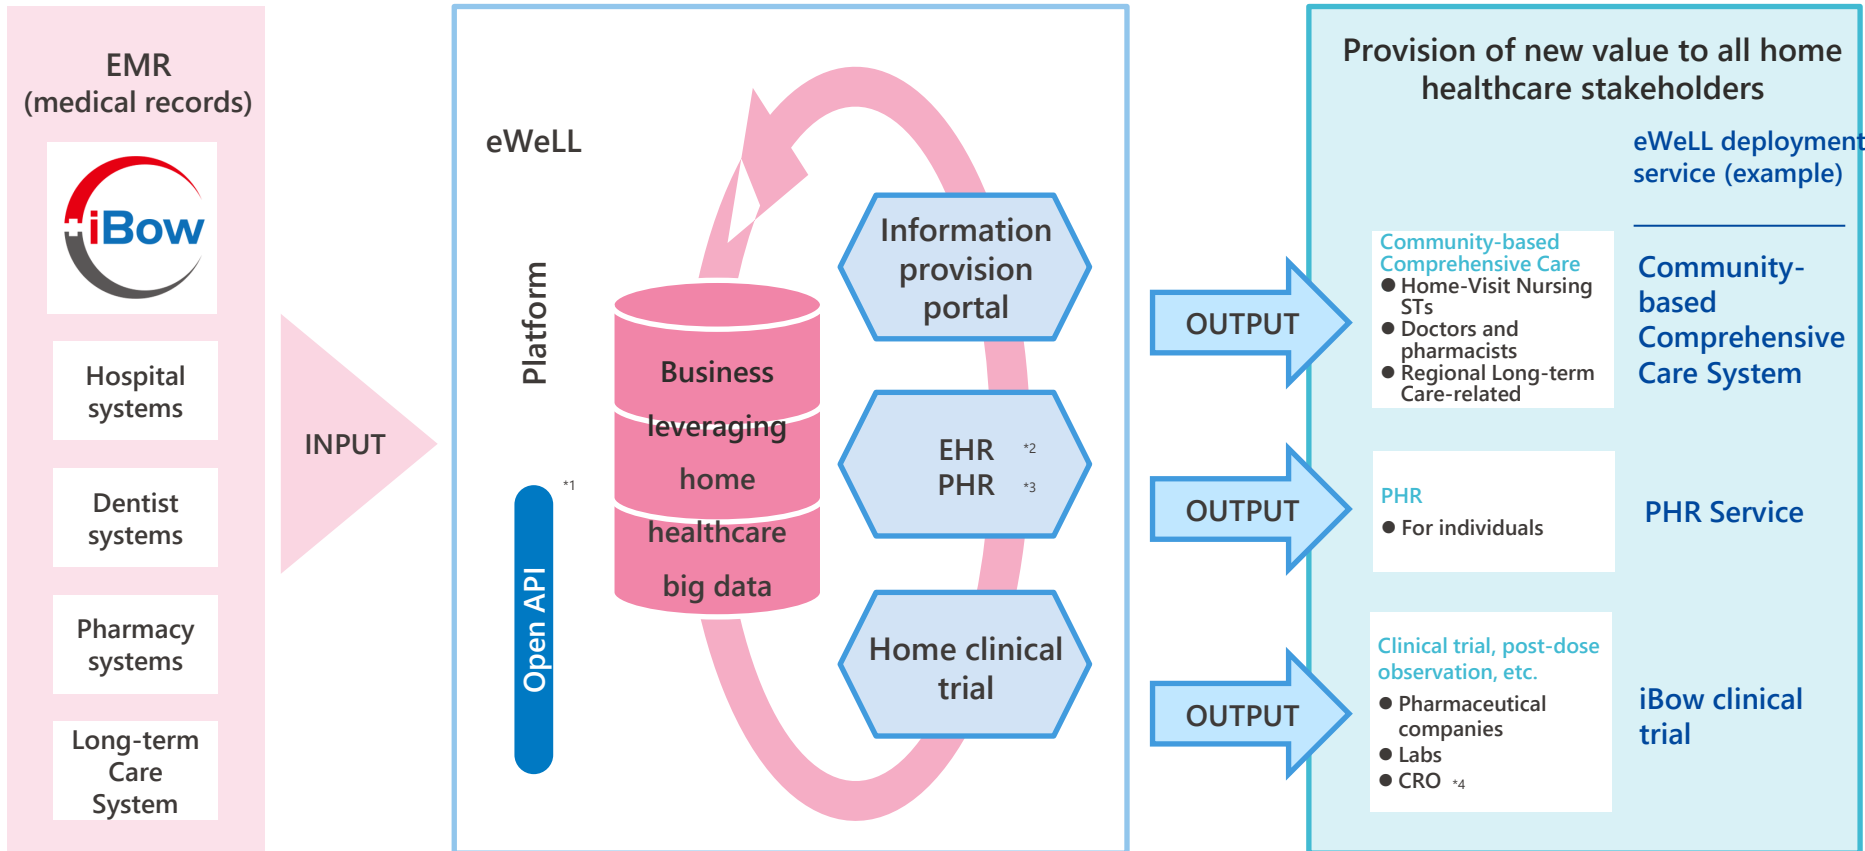 EMR
(medical records)
iBow
Hospital
systems
Dentist
systems
Pharmacy
systems
Long-term
Care
System
INPUT
eWeLL
Platform
*1
Open API
Business
leveraging
home
healthcare
big data
Information
provision
portal
EHR *2
PHR *3
Home clinical
trial
OUTPUT
OUTPUT
OUTPUT
Provision of new value to all home
healthcare stakeholders
eWeLL deployment
service (example)
Community-based
Comprehensive Care
● Home-Visit Nursing
STs
● Doctors and
pharmacists
● Regional Long-term
Care-related
Community-
based
Comprehensive
Care System
PHR
● For individuals
PHR Service
Clinical trial, post-dose
observation, etc.
● Pharmaceutical
companies
● Labs
● CRO *4
iBow clinical
trial